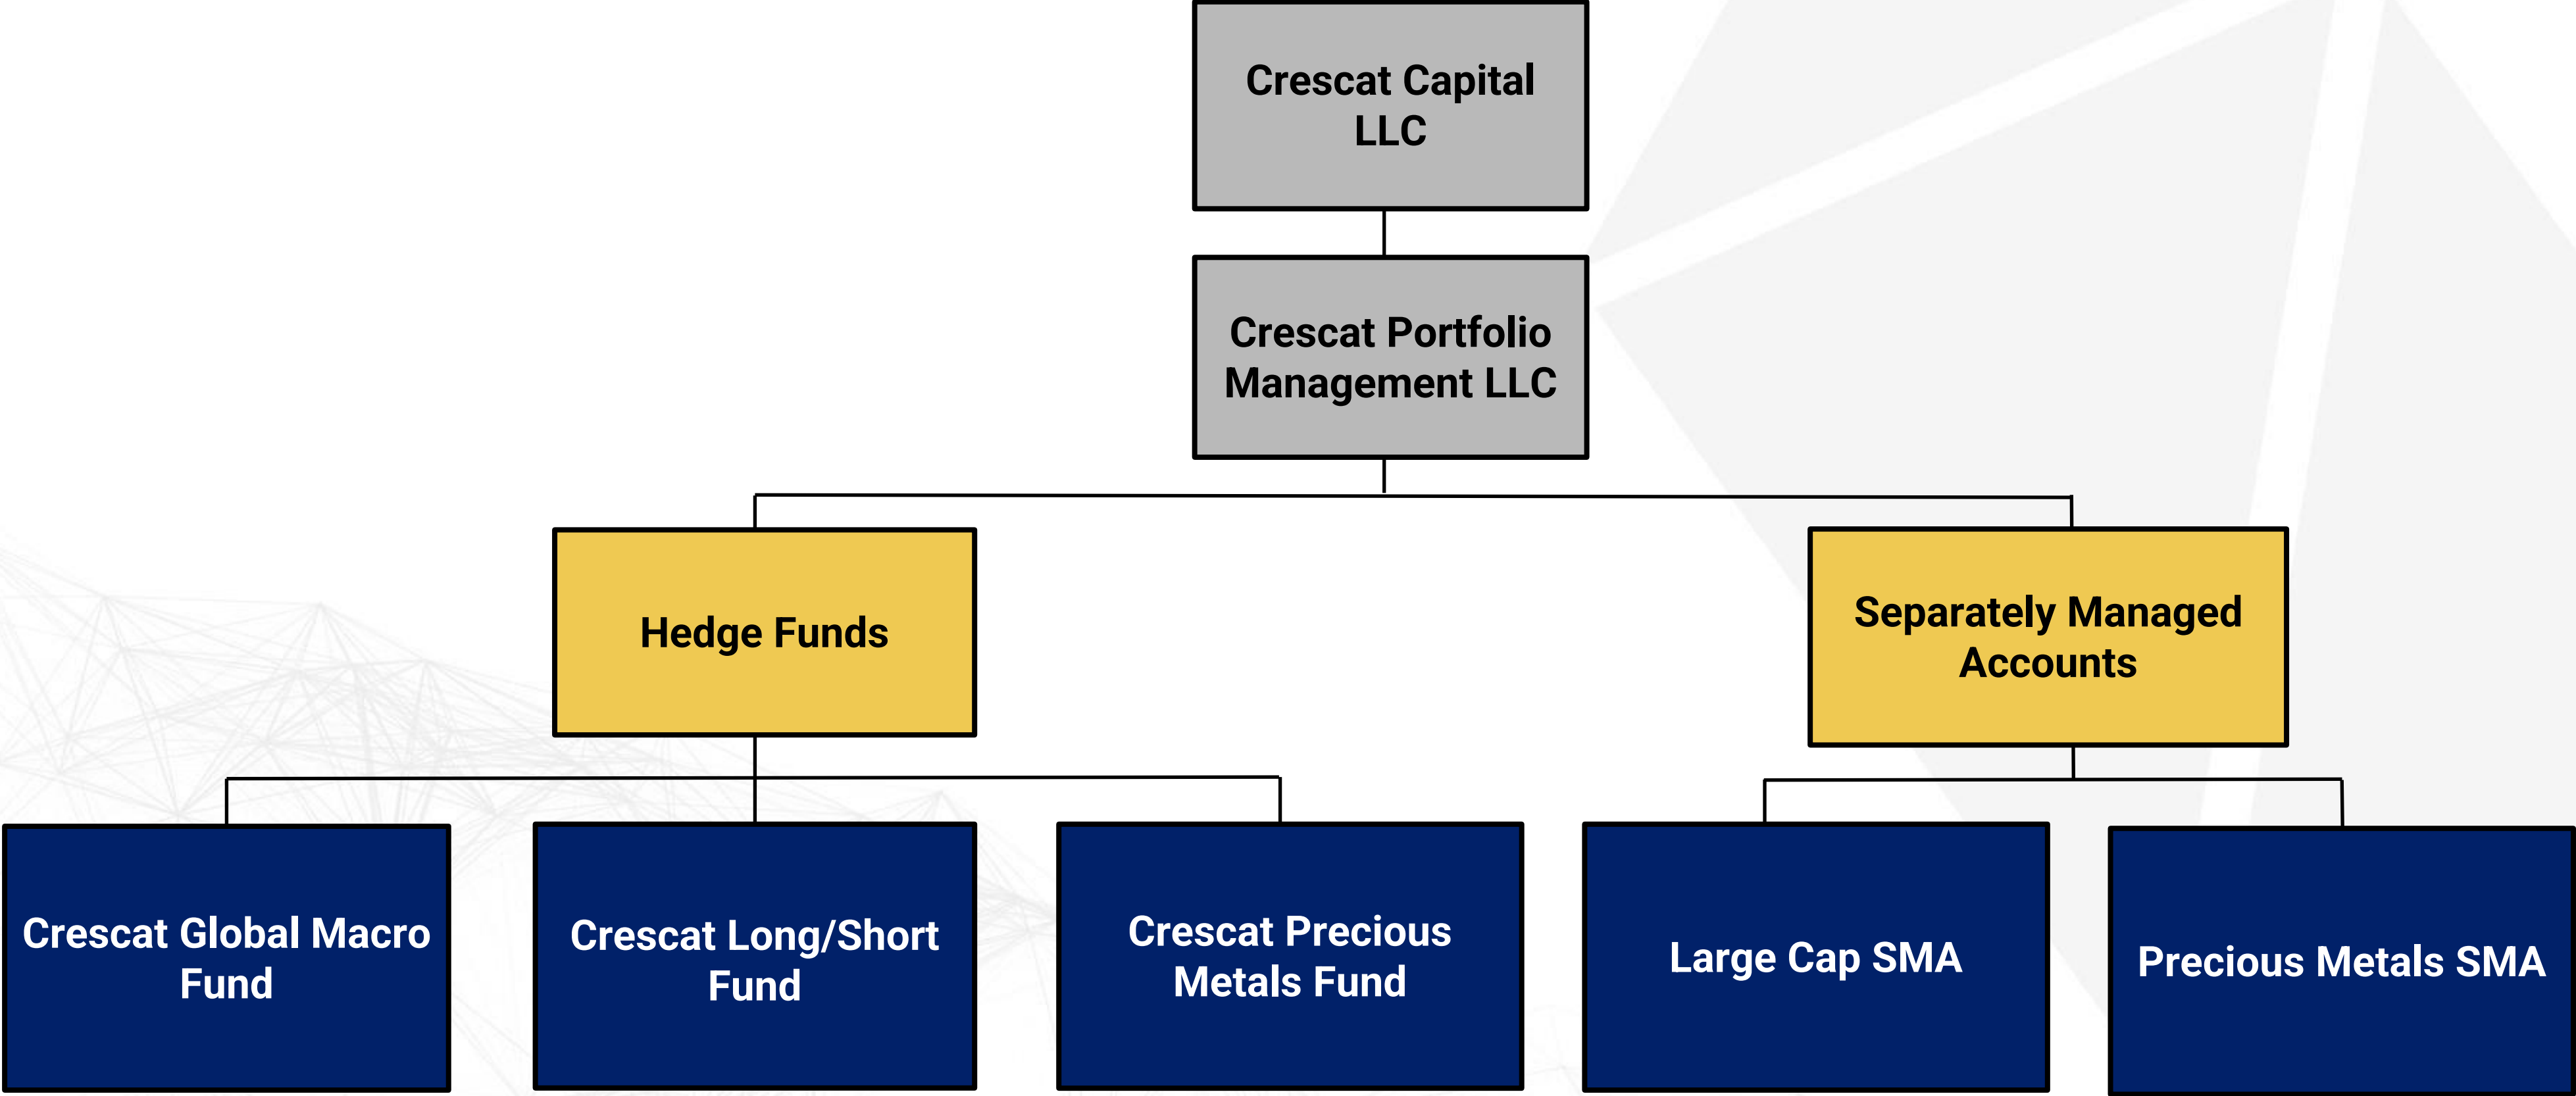 Crescat Capital
LLC
Crescat Portfolio
Management LLC
Hedge Funds
Separately Managed
Accounts
Crescat Global Macro
Fund
Crescat Long/Short
Fund
Crescat Precious
Metals Fund
Large Cap SMA
Precious Metals SMA